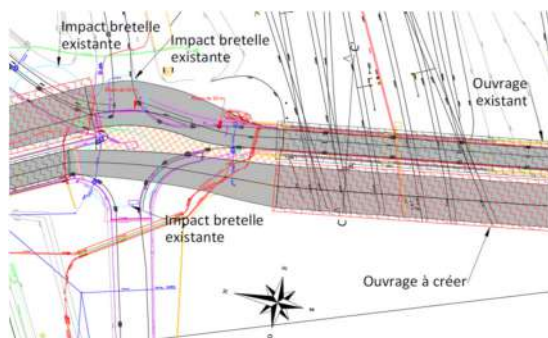 Impact bretelle
existante
Impact bretelle
existante
Ouvrage
existant
Impact bretelle
existante
Ouvrage à créer